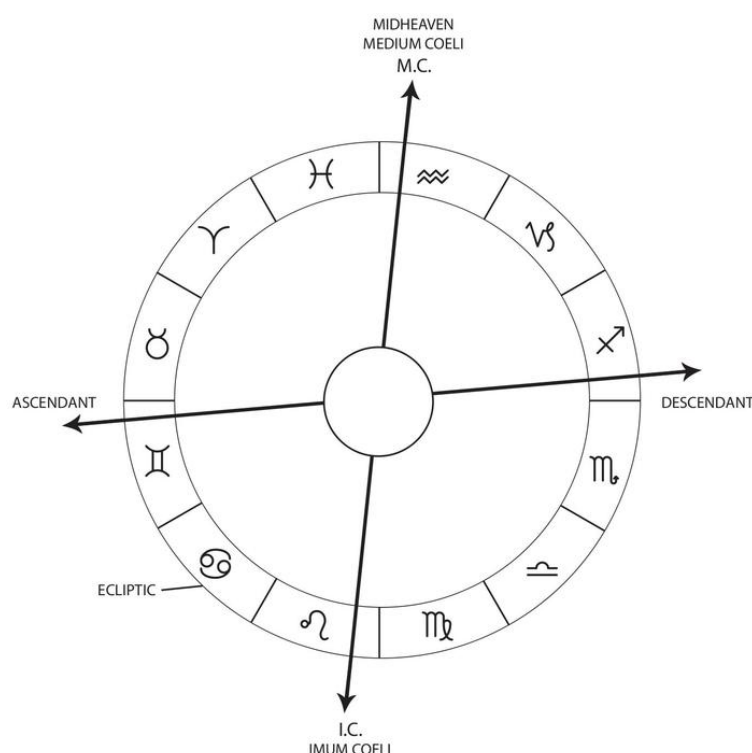 MIDHEAVEN
MEDIUM COELI
M.C.
♓ ♒
♈ ♑
♉ ♐
ASCENDANT
DESCENDANT
♊ ♏
♋ ♎
ECLIPTIC
♌ ♍
I.C.
IMUM COELI